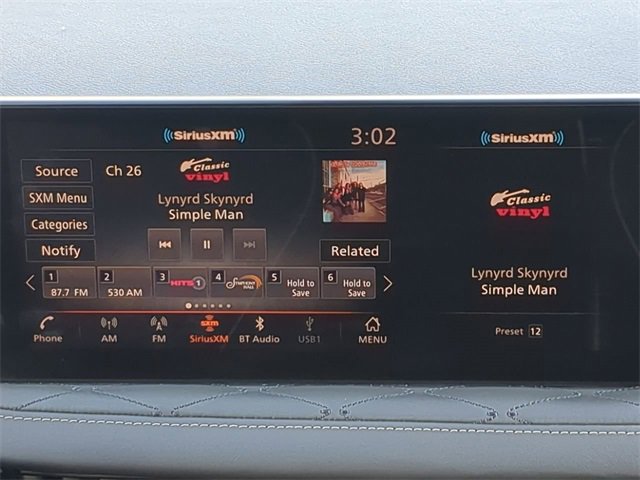 ((SiriusXM)) 3:02 ((SiriusXM))
Source Ch 26 Classic vinyl
SXM Menu Lynyrd Skynyrd
Simple Man
Categories
Notify Related
Classic vinyl
Lynyrd Skynyrd
Simple Man
1 2 3 4 5 6
87.7 FM 530 AM HITS 1 Symphony HALL Hold to Save Hold to Save
Preset 12
sxm
Phone AM FM SiriusXM BT Audio USB1 MENU